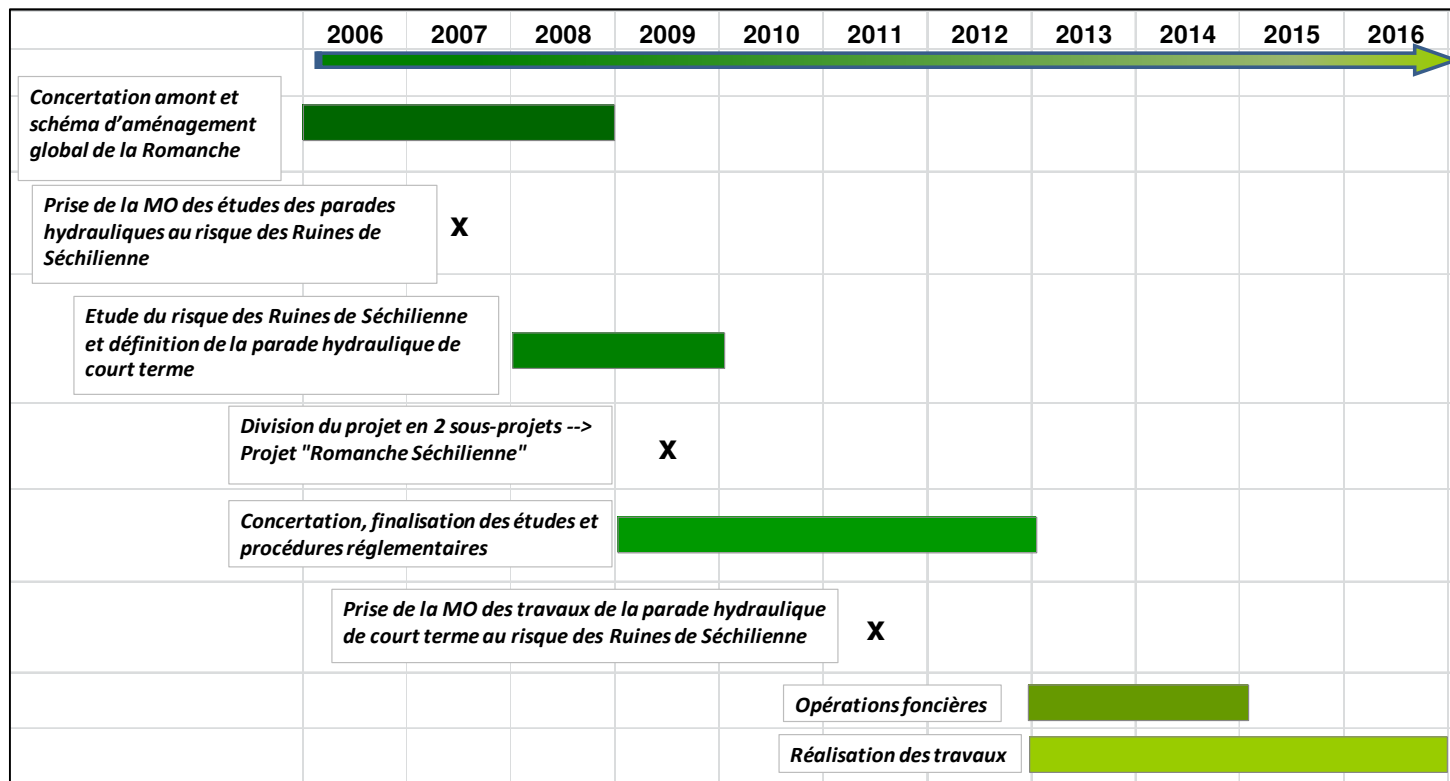 2006 2007 2008 2009 2010 2011 2012 2013 2014 2015 2016
Concertation amont et
schéma d'aménagement
global de la Romanche
Prise de la MO des études des parades
hydrauliques au risque des Ruines de
Séchilienne
x
Etude du risque des Ruines de Séchilienne
et définition de la parade hydraulique de
court terme
Division du projet en 2 sous-projets -->
Projet "Romanche Séchilienne"
x
Concertation, finalisation des études et
procédures réglementaires
Prise de la MO des travaux de la parade hydraulique
de court terme au risque des Ruines de Séchilienne
x
Opérations foncières
Réalisation des travaux